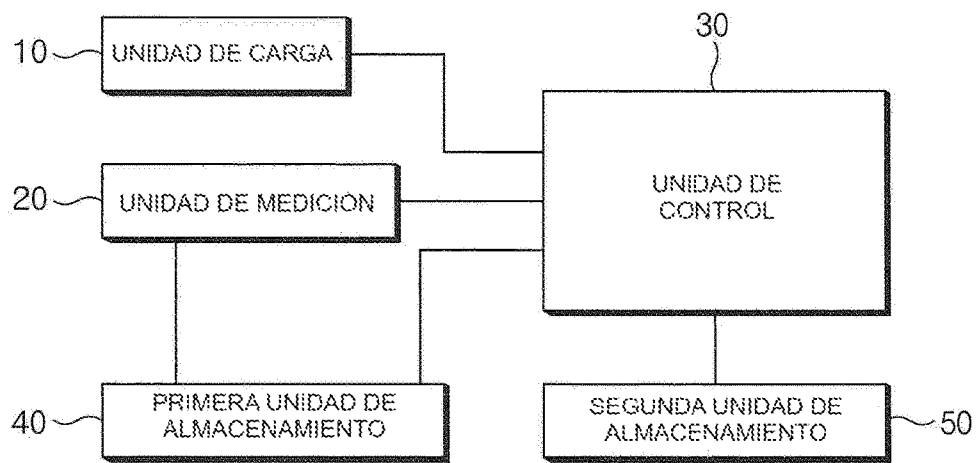 30
10
UNIDAD DE CARGA
20
UNIDAD DE MEDICIÓN
UNIDAD DE
CONTROL
40
PRIMERA UNIDAD DE
ALMACENAMIENTO
SEGUNDA UNIDAD DE
ALMACENAMIENTO
50